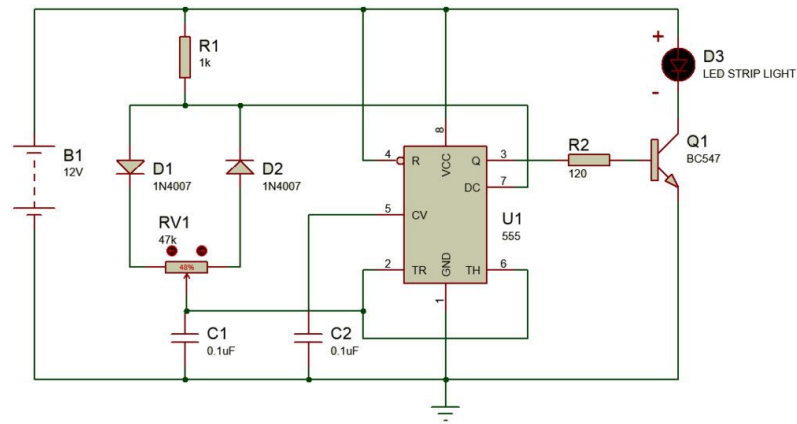 R1
1k
+
D3
LED STRIP LIGHT
-
B1
12V
D1
1N4007
D2
1N4007
RV1
47k
48%
8
4
R
VCC
Q
3
DC
7
5
CV
U1
555
2
TR
GND
TH
6
1
R2
120
Q1
BC547
C1
0.1uF
C2
0.1uF